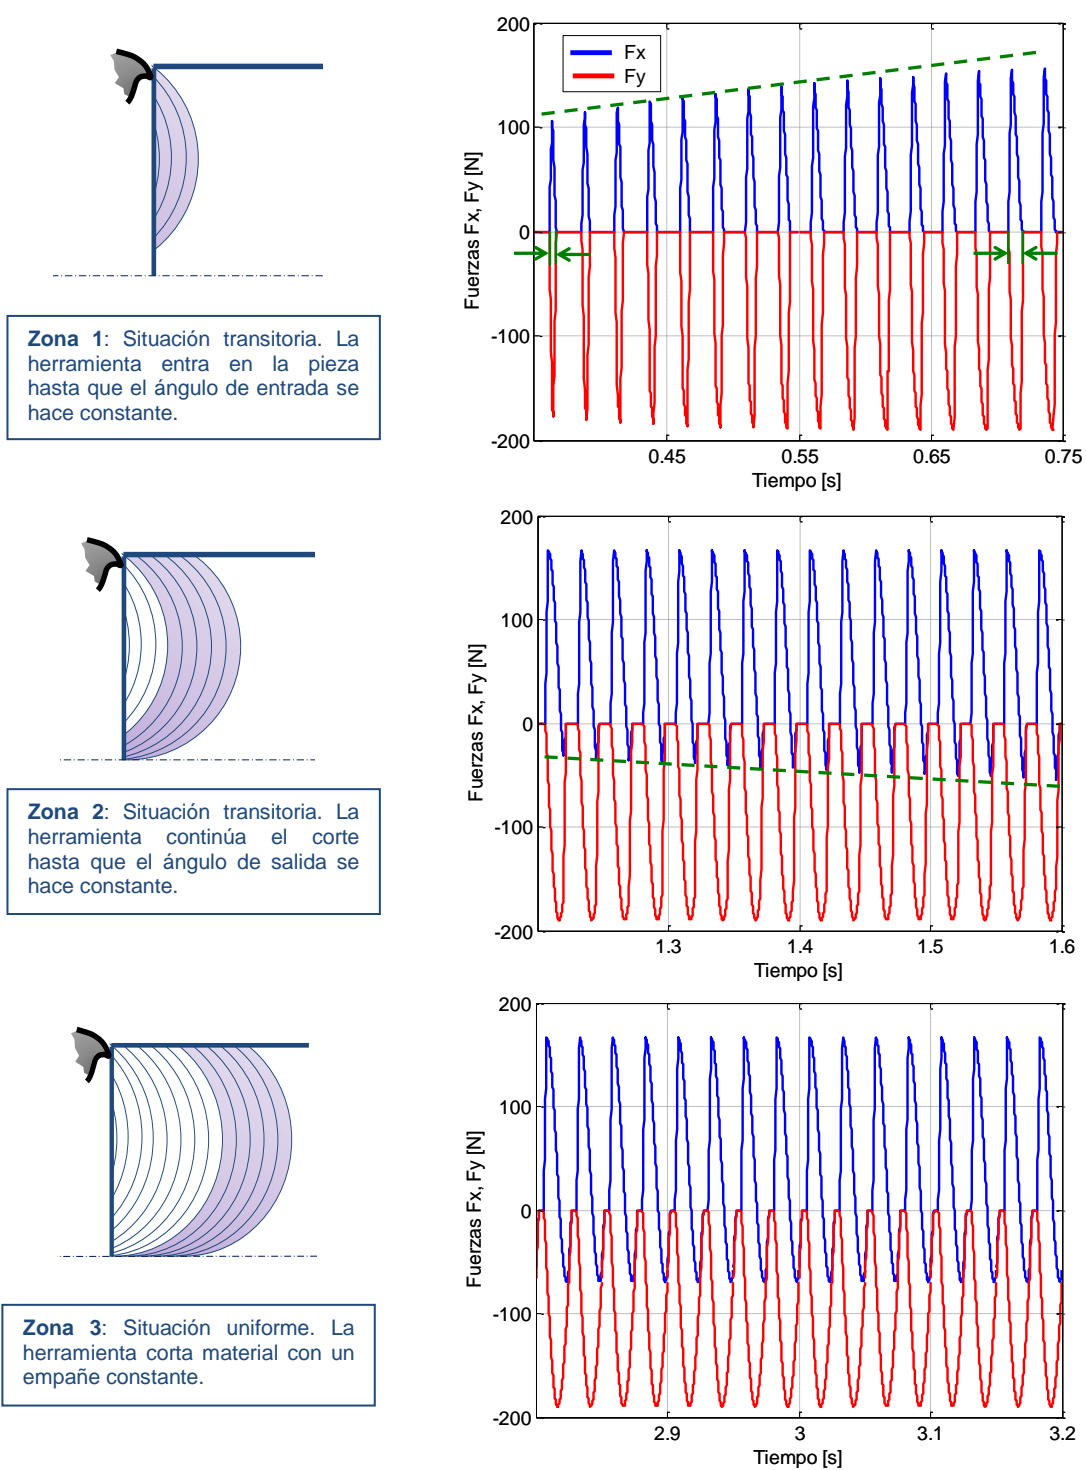 200
100
0
-100
-200
Fuerzas Fx, Fy [N]
Fx
Fy
0.45
0.55
0.65
0.75
Tiempo [s]
Zona 1: Situación transitoria. La
herramienta entra en la pieza
hasta que el ángulo de entrada se
hace constante.
200
100
0
-100
-200
Fuerzas Fx, Fy [N]
1.3
1.4
1.5
1.6
Tiempo [s]
Zona 2: Situación transitoria. La
herramienta continúa el corte
hasta que el ángulo de salida se
hace constante.
200
100
0
-100
-200
Fuerzas Fx, Fy [N]
2.9
3
3.1
3.2
Tiempo [s]
Zona 3: Situación uniforme. La
herramienta corta material con un
empañe constante.